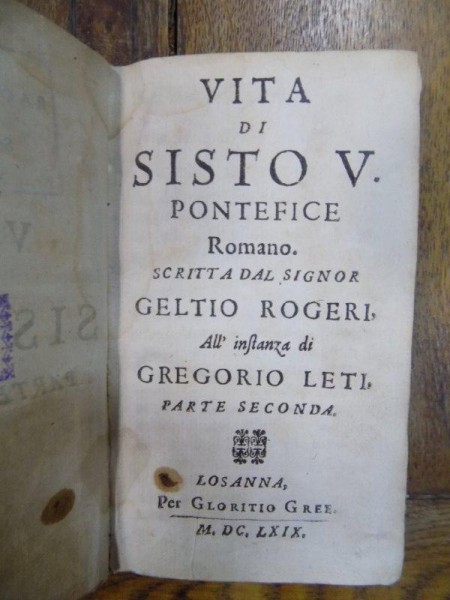 VITA
DI
SISTO V.
PONTEFICE
Romano.
SCRITTA DAL SIGNOR
GELTIO ROGERI,
All' inſtanza di
GREGORIO LETI,
PARTE SECONDA.
LOSANNA,
Per GLORITIO GREE.
M. DC. LXIX.